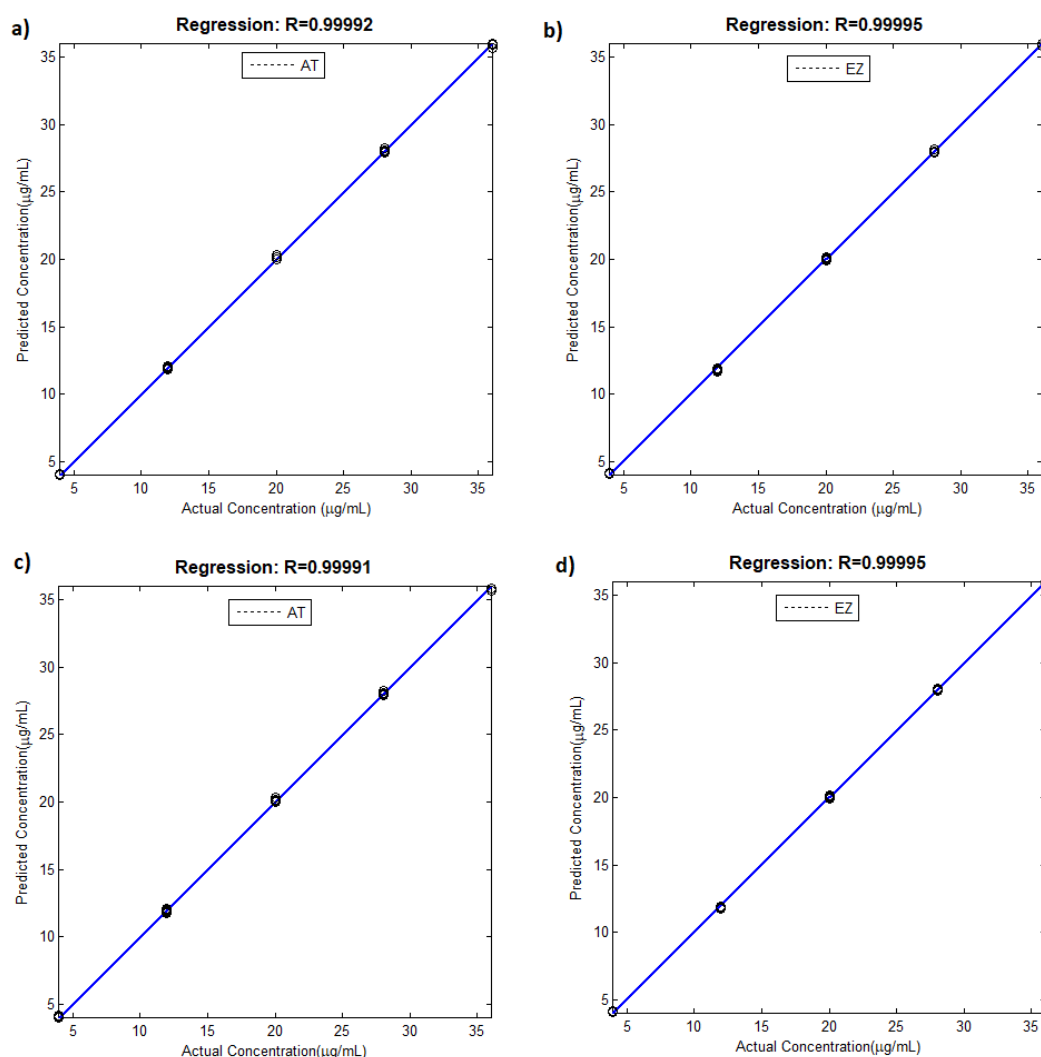 a)
Regression: R=0.99992
AT
35
30
25
20
15
10
5
Predicted Concentration(μg/mL)
5 10 15 20 25 30 35
Actual Concentration (μg/mL)
b)
Regression: R=0.99995
EZ
35
30
25
20
15
10
5
Predicted Concentration(μg/mL)
5 10 15 20 25 30 35
Actual Concentration (μg/mL)
c)
Regression: R=0.99991
AT
35
30
25
20
15
10
5
Predicted Concentration(μg/mL)
5 10 15 20 25 30 35
Actual Concentration(μg/mL)
d)
Regression: R=0.99995
EZ
35
30
25
20
15
10
5
Predicted Concentration(μg/mL)
5 10 15 20 25 30 35
Actual Concentration(μg/mL)